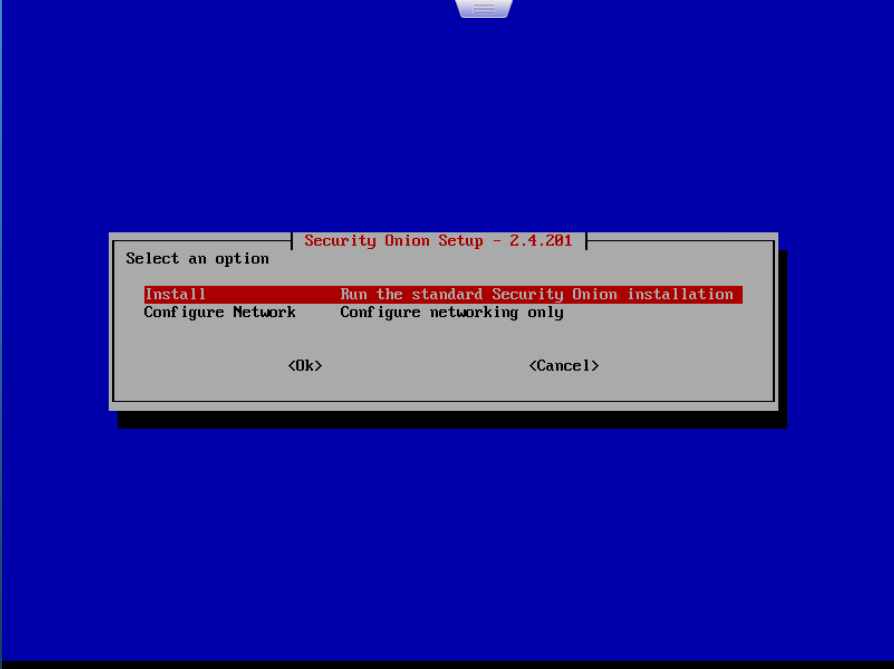 Security Onion Setup - 2.4.201
Select an option
Install Run the standard Security Onion installation
Configure Network Configure networking only
<Ok> <Cancel>